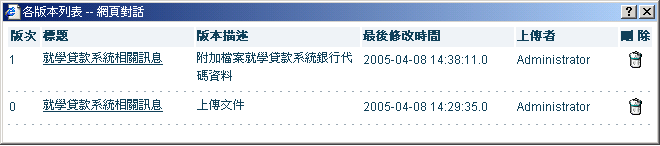 各版本列表 -- 網頁對話
版次 標題 版本描述 最後修改時間 上傳者 刪 除
1 就學貸款系統相關訊息 附加檔案就學貸款系統銀行代 2005-04-08 14:38:11.0 Administrator
碼資料
0 就學貸款系統相關訊息 上傳文件 2005-04-08 14:29:35.0 Administrator